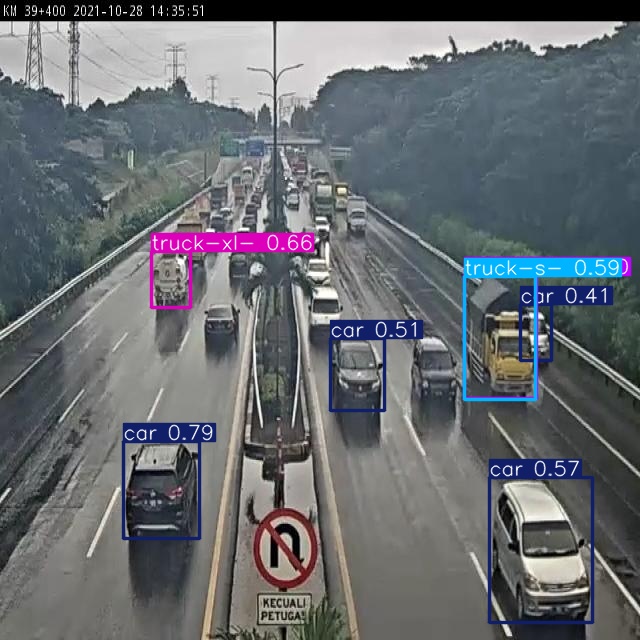 KM 39+400 2021-10-28 14:35:51
truck-xl- 0.66
truck-s- 0.59
car 0.41
car 0.51
car 0.79
car 0.57
KECUALI
PETUGAS